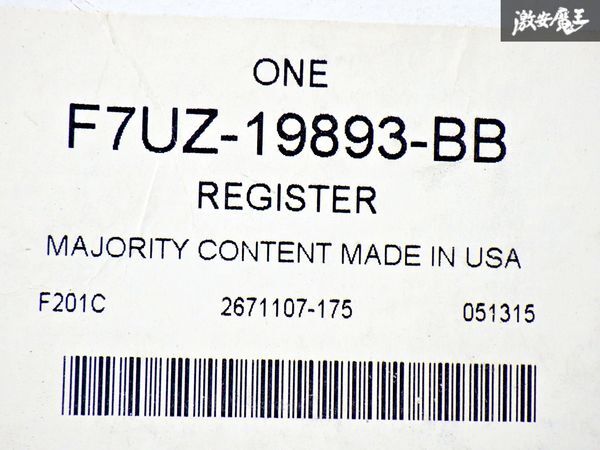 激安魔王
ONE
F7UZ-19893-BB
REGISTER
MAJORITY CONTENT MADE IN USA
F201C 2671107-175 051315